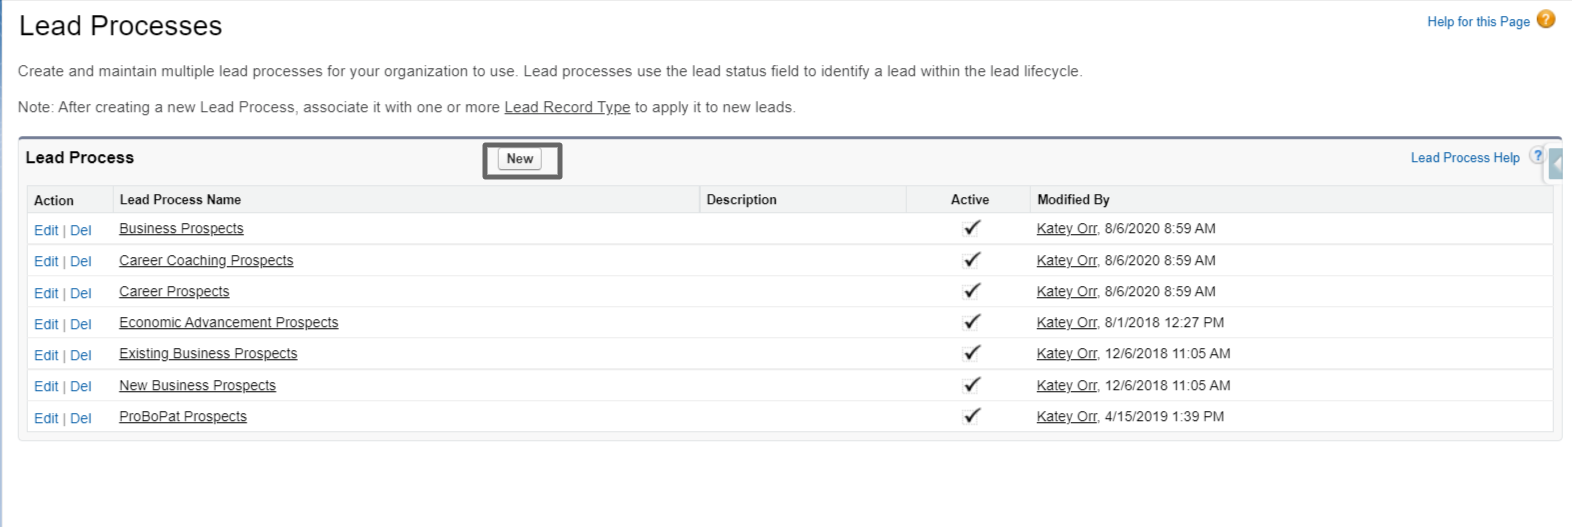 Lead Processes
Help for this Page ?
Create and maintain multiple lead processes for your organization to use. Lead processes use the lead status field to identify a lead within the lead lifecycle.
Note: After creating a new Lead Process, associate it with one or more Lead Record Type to apply it to new leads.
Lead Process New Lead Process Help ?
Action Lead Process Name Description Active Modified By
Edit | Del Business Prospects Katey Orr, 8/6/2020 8:59 AM
Edit | Del Career Coaching Prospects Katey Orr, 8/6/2020 8:59 AM
Edit | Del Career Prospects Katey Orr, 8/6/2020 8:59 AM
Edit | Del Economic Advancement Prospects Katey Orr, 8/1/2018 12:27 PM
Edit | Del Existing Business Prospects Katey Orr, 12/6/2018 11:05 AM
Edit | Del New Business Prospects Katey Orr, 12/6/2018 11:05 AM
Edit | Del ProBoPat Prospects Katey Orr, 4/15/2019 1:39 PM